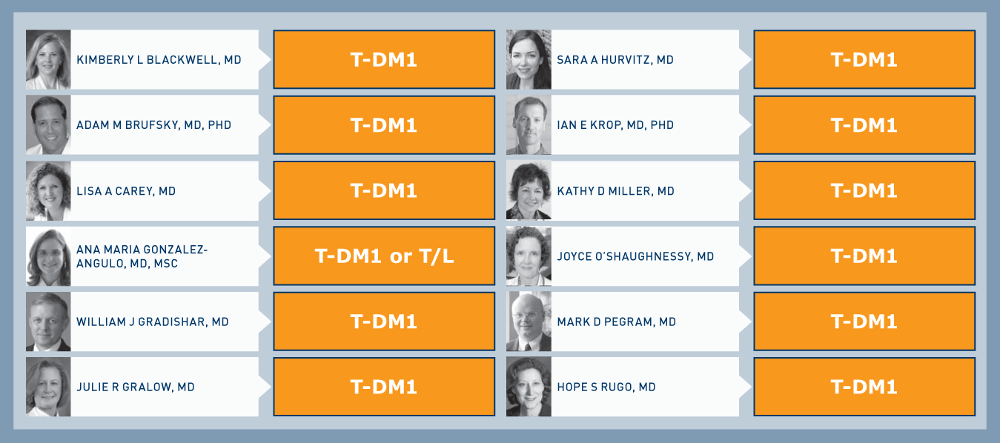 KIMBERLY L BLACKWELL, MD
T-DM1
SARA A HURVITZ, MD
T-DM1
ADAM M BRUFSKY, MD, PHD
T-DM1
IAN E KROP, MD, PHD
T-DM1
LISA A CAREY, MD
T-DM1
KATHY D MILLER, MD
T-DM1
ANA MARIA GONZALEZ-
ANGULO, MD, MSC
T-DM1 or T/L
JOYCE O'SHAUGHNESSY, MD
T-DM1
WILLIAM J GRADISHAR, MD
T-DM1
MARK D PEGRAM, MD
T-DM1
JULIE R GRALOW, MD
T-DM1
HOPE S RUGO, MD
T-DM1